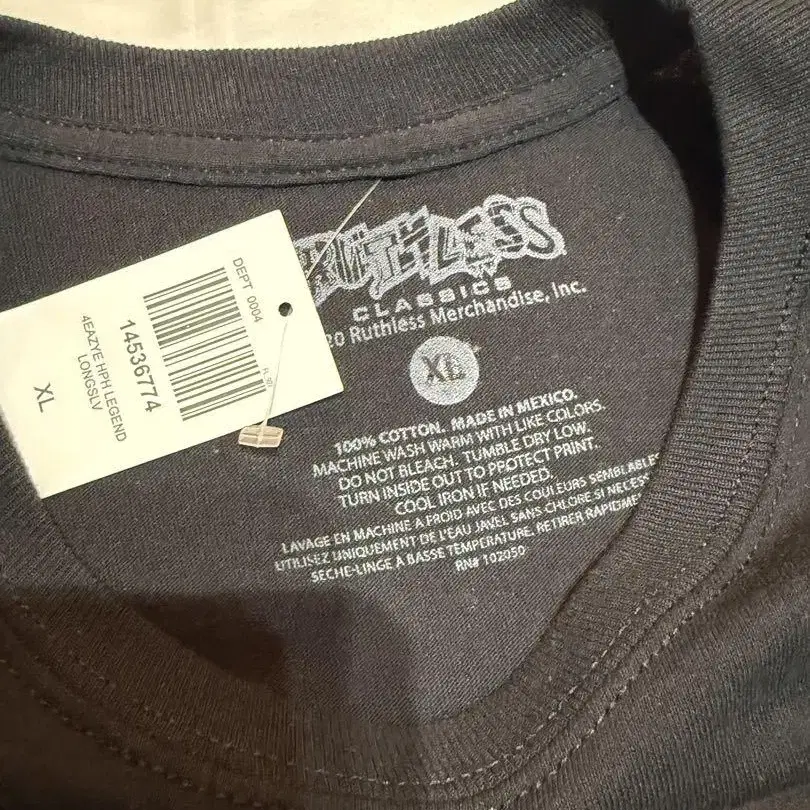 DEPT 0004
14536774
4EAZYE HPH LEGEND
LONGSLV
XL
RUTHLESS
CLASSICS
20 Ruthless Merchandise, Inc.
XL
100% COTTON. MADE IN MEXICO.
MACHINE WASH WARM WITH LIKE COLORS.
DO NOT BLEACH. TUMBLE DRY LOW.
TURN INSIDE OUT TO PROTECT PRINT.
COOL IRON IF NEEDED.
LAVAGE EN MACHINE A FROID AVEC DES COULEURS SEMBLABLES
UTILISEZ UNIQUEMENT DE L'EAU JAVEL SANS CHLORE SI NECESS
SECHE-LINGE A BASSE TEMPERATURE, RETIRER RAPIDME
RN# 102050